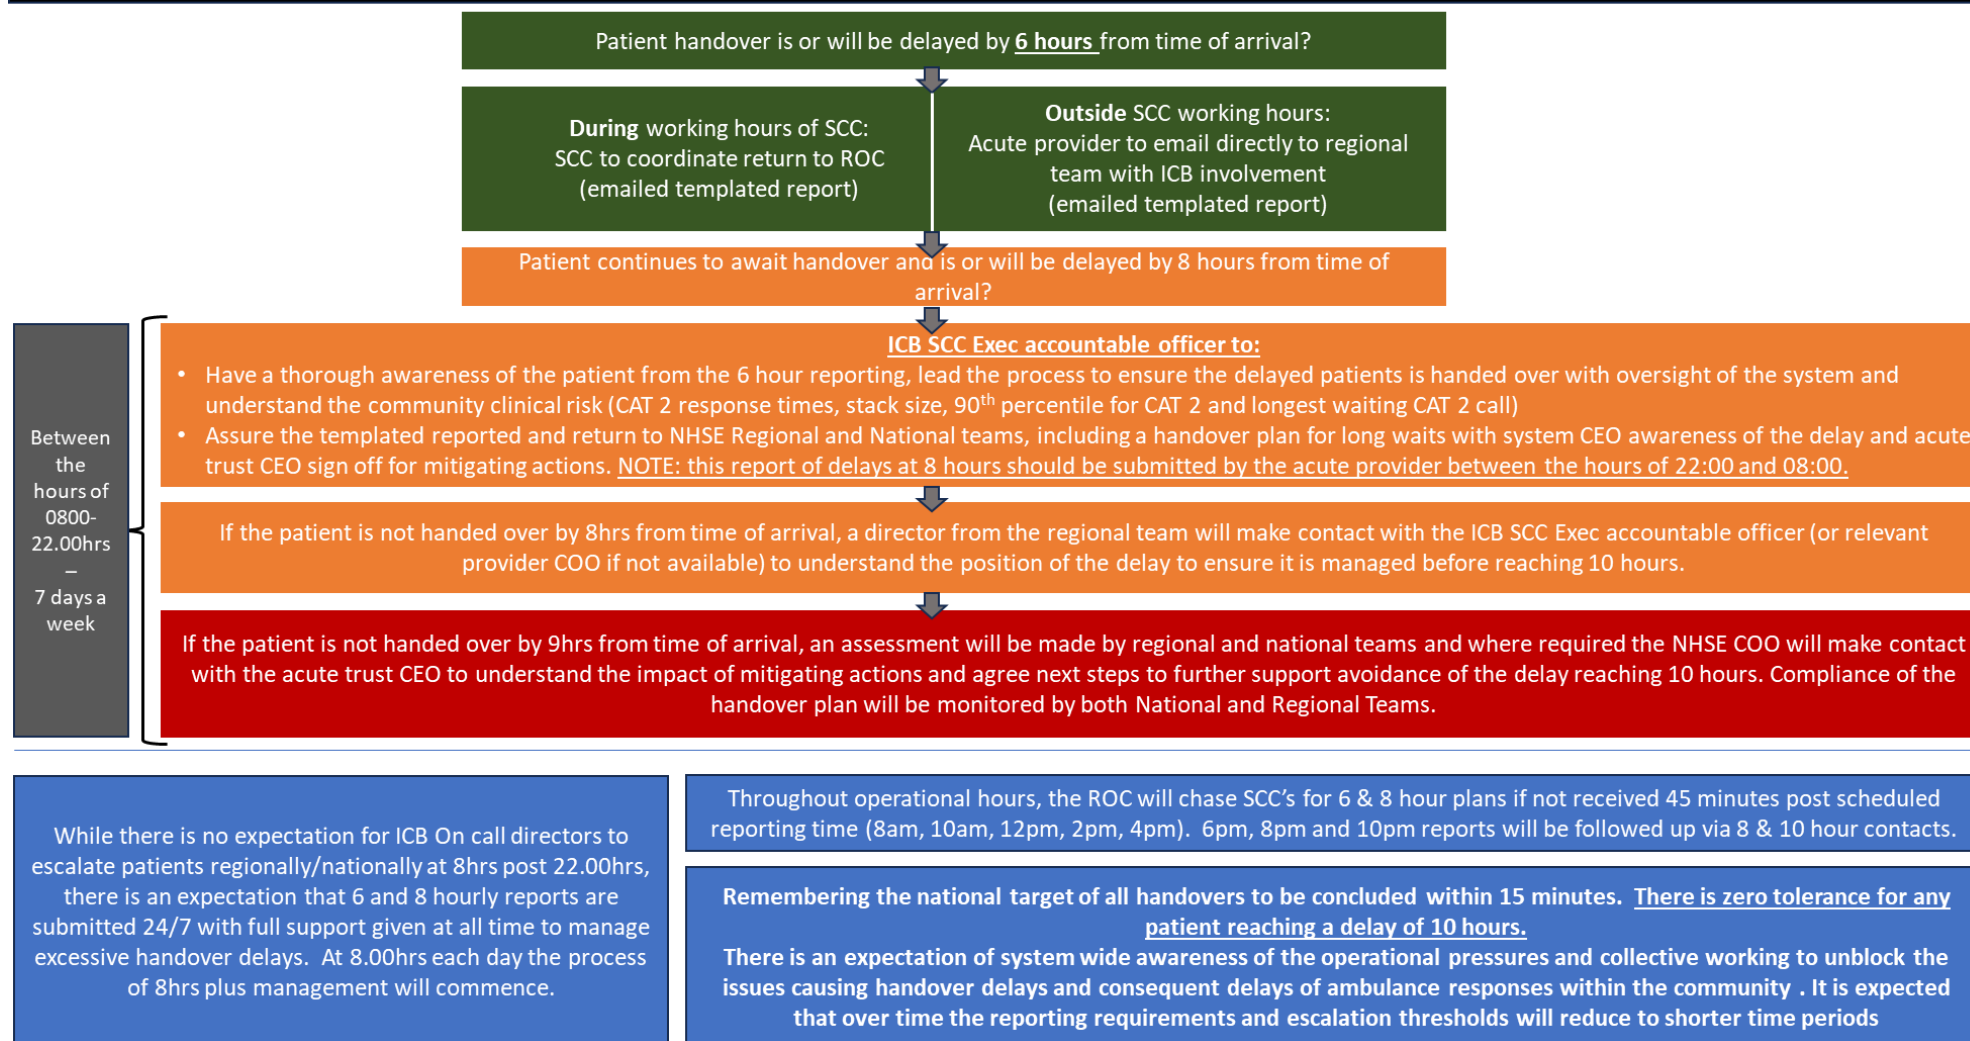 Patient handover is or will be delayed by 6 hours from time of arrival?
During working hours of SCC:
SCC to coordinate return to ROC
(emailed templated report)
Outside SCC working hours:
Acute provider to email directly to regional
team with ICB involvement
(emailed templated report)
Patient continues to await handover and is or will be delayed by 8 hours from time of
arrival?
Between
the
hours of
0800-
22.00hrs
–
7 days a
week
ICB SCC Exec accountable officer to:
• Have a thorough awareness of the patient from the 6 hour reporting, lead the process to ensure the delayed patients is handed over with oversight of the system and
understand the community clinical risk (CAT 2 response times, stack size, 90th percentile for CAT 2 and longest waiting CAT 2 call)
• Assure the templated reported and return to NHSE Regional and National teams, including a handover plan for long waits with system CEO awareness of the delay and acute
trust CEO sign off for mitigating actions. NOTE: this report of delays at 8 hours should be submitted by the acute provider between the hours of 22:00 and 08:00.
If the patient is not handed over by 8hrs from time of arrival, a director from the regional team will make contact with the ICB SCC Exec accountable officer (or relevant
provider COO if not available) to understand the position of the delay to ensure it is managed before reaching 10 hours.
If the patient is not handed over by 9hrs from time of arrival, an assessment will be made by regional and national teams and where required the NHSE COO will make contact
with the acute trust CEO to understand the impact of mitigating actions and agree next steps to further support avoidance of the delay reaching 10 hours. Compliance of the
handover plan will be monitored by both National and Regional Teams.
While there is no expectation for ICB On call directors to
escalate patients regionally/nationally at 8hrs post 22.00hrs,
there is an expectation that 6 and 8 hourly reports are
submitted 24/7 with full support given at all time to manage
excessive handover delays. At 8.00hrs each day the process
of 8hrs plus management will commence.
Throughout operational hours, the ROC will chase SCC's for 6 & 8 hour plans if not received 45 minutes post scheduled
reporting time (8am, 10am, 12pm, 2pm, 4pm). 6pm, 8pm and 10pm reports will be followed up via 8 & 10 hour contacts.
Remembering the national target of all handovers to be concluded within 15 minutes. There is zero tolerance for any
patient reaching a delay of 10 hours.
There is an expectation of system wide awareness of the operational pressures and collective working to unblock the
issues causing handover delays and consequent delays of ambulance responses within the community . It is expected
that over time the reporting requirements and escalation thresholds will reduce to shorter time periods